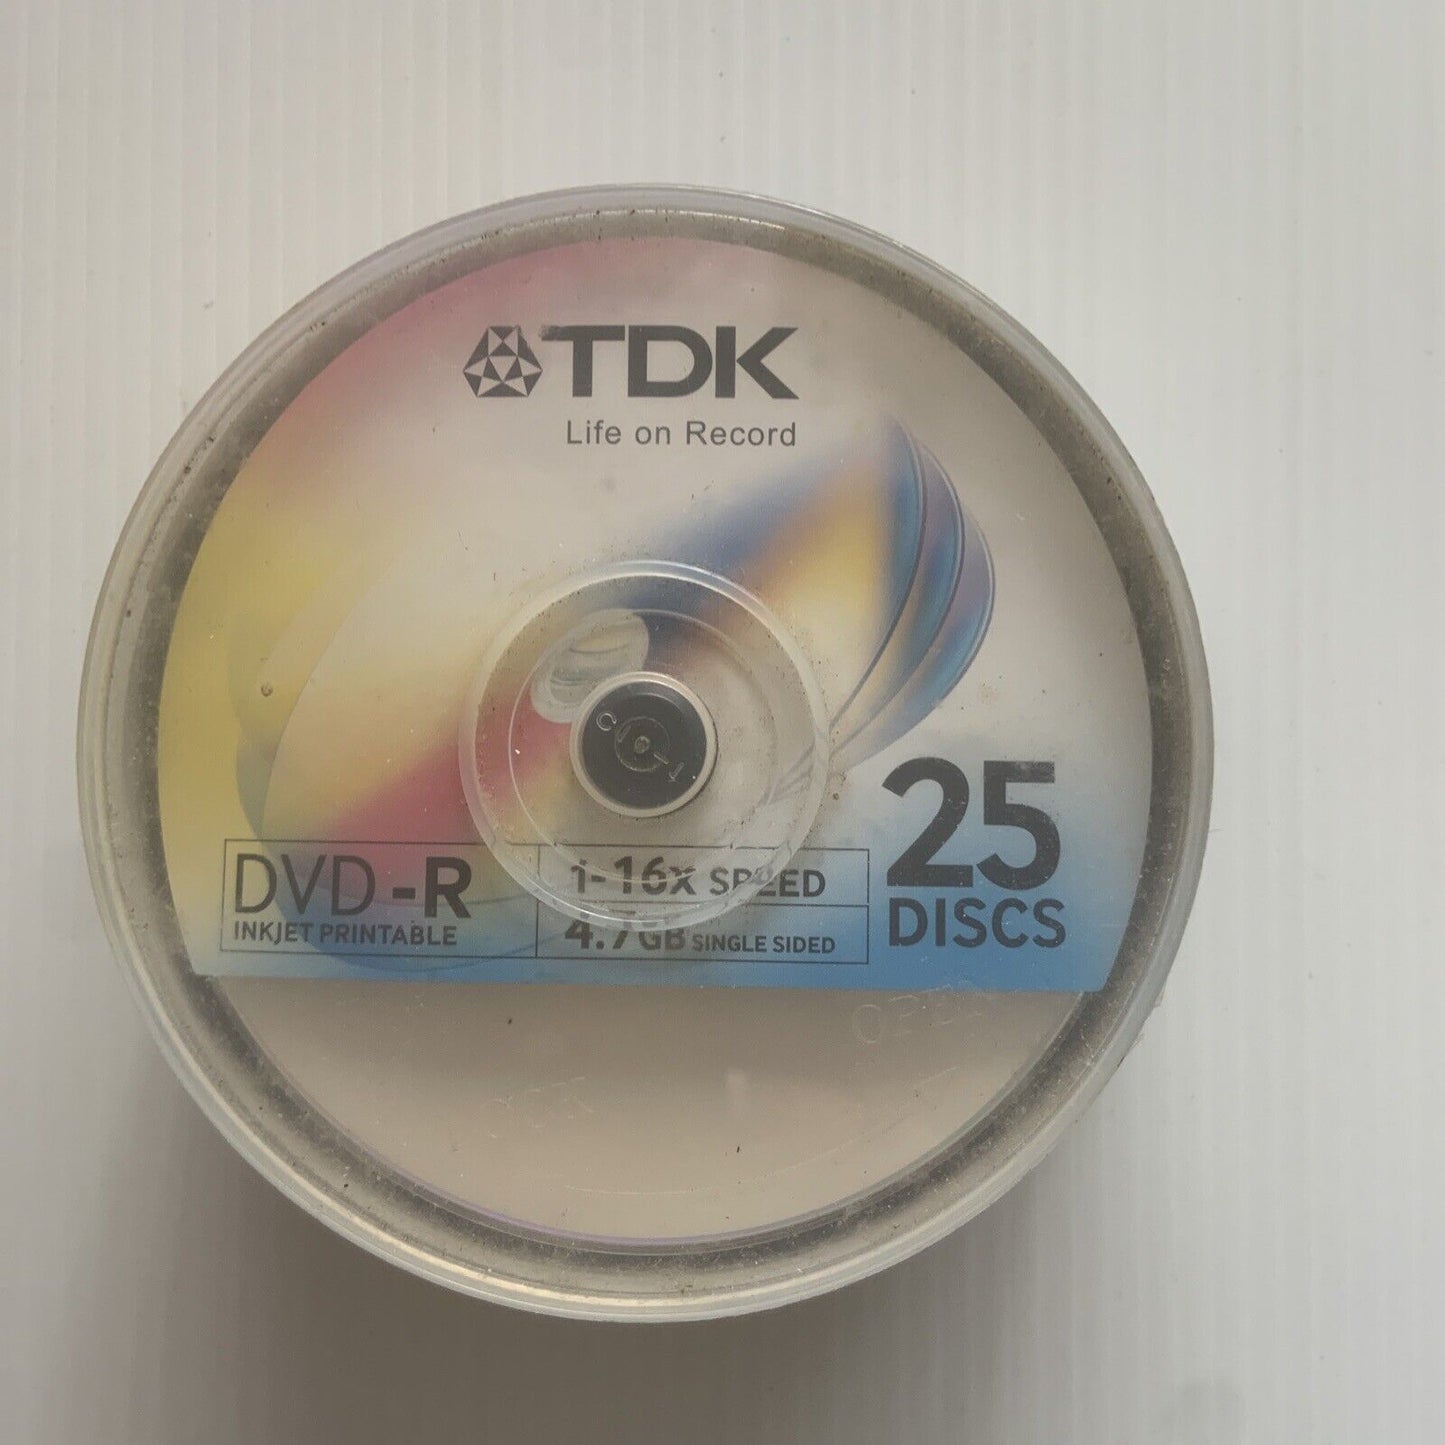 TDK
Life on Record
25
DISCS
DVD-R
INKJET PRINTABLE
1-16X SPEED
4.7GB SINGLE SIDED